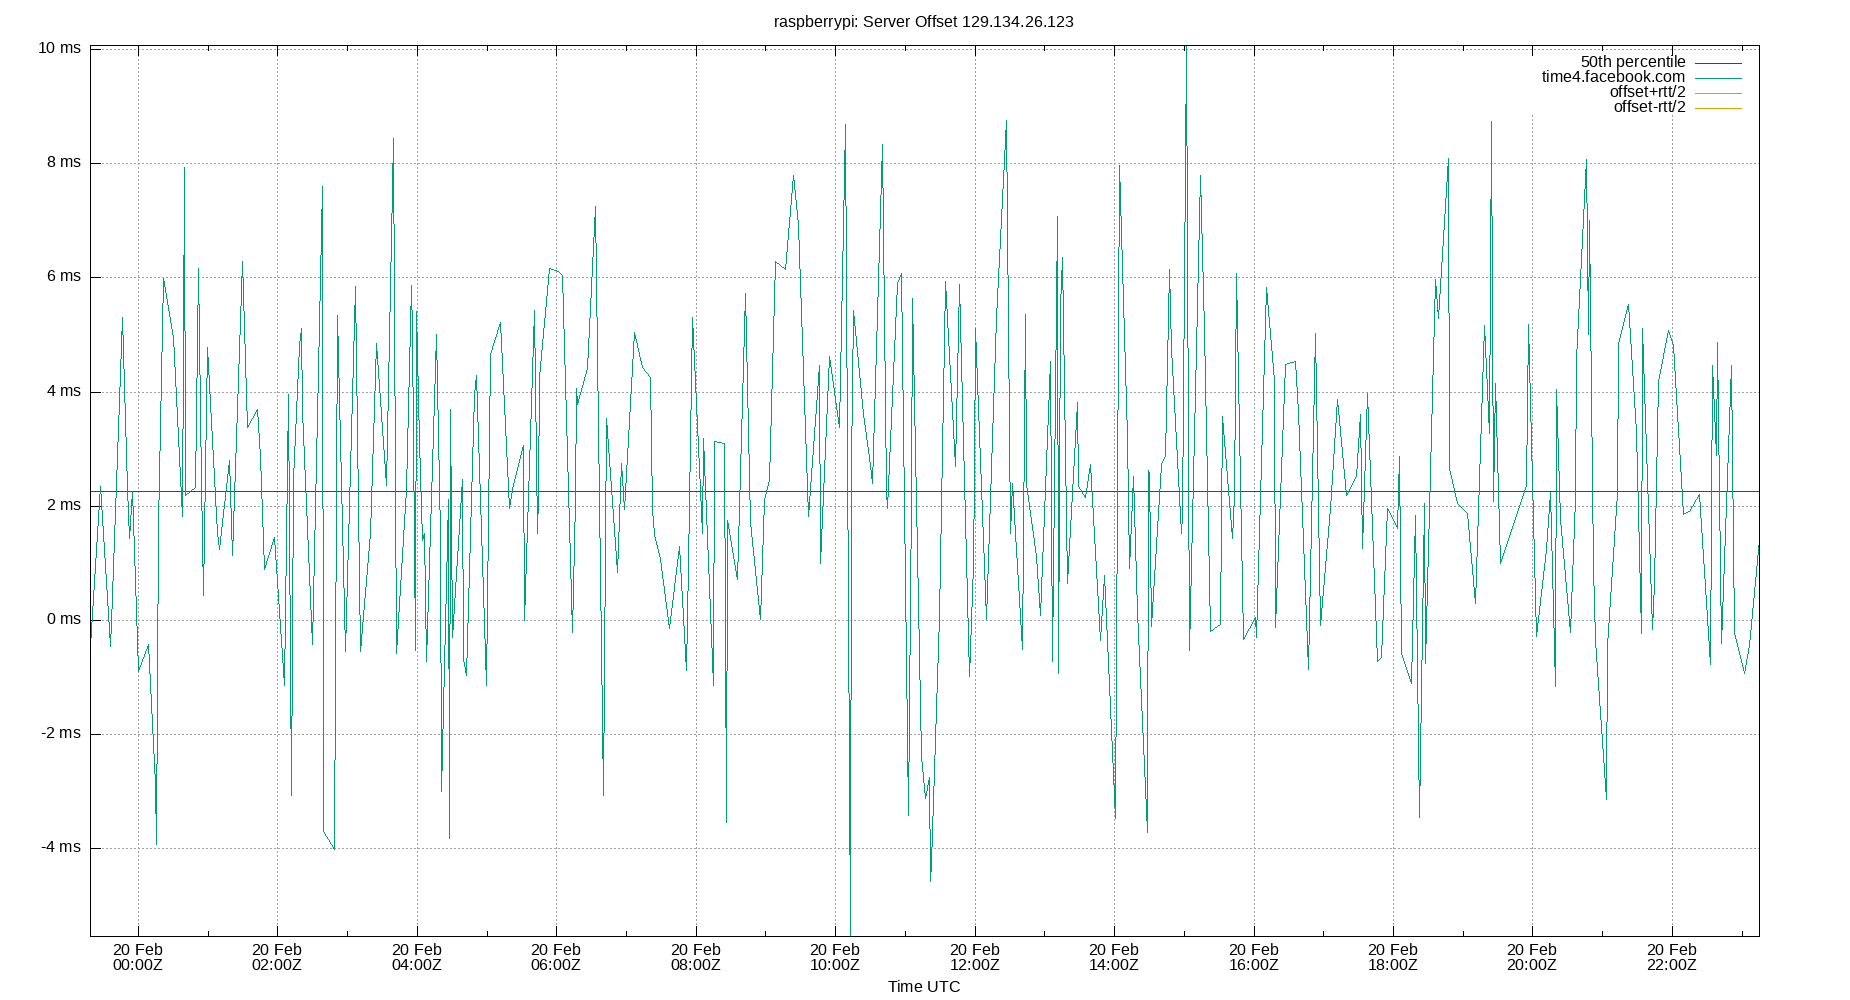 raspberrypi: Server Offset 129.134.26.123
10 ms
8 ms
6 ms
4 ms
2 ms
0 ms
-2 ms
-4 ms
50th percentile
time4.facebook.com
offset+rtt/2
offset-rtt/2
20 Feb 20 Feb 20 Feb 20 Feb 20 Feb 20 Feb 20 Feb 20 Feb 20 Feb 20 Feb 20 Feb 20 Feb
00:00Z 02:00Z 04:00Z 06:00Z 08:00Z 10:00Z 12:00Z 14:00Z 16:00Z 18:00Z 20:00Z 22:00Z
Time UTC